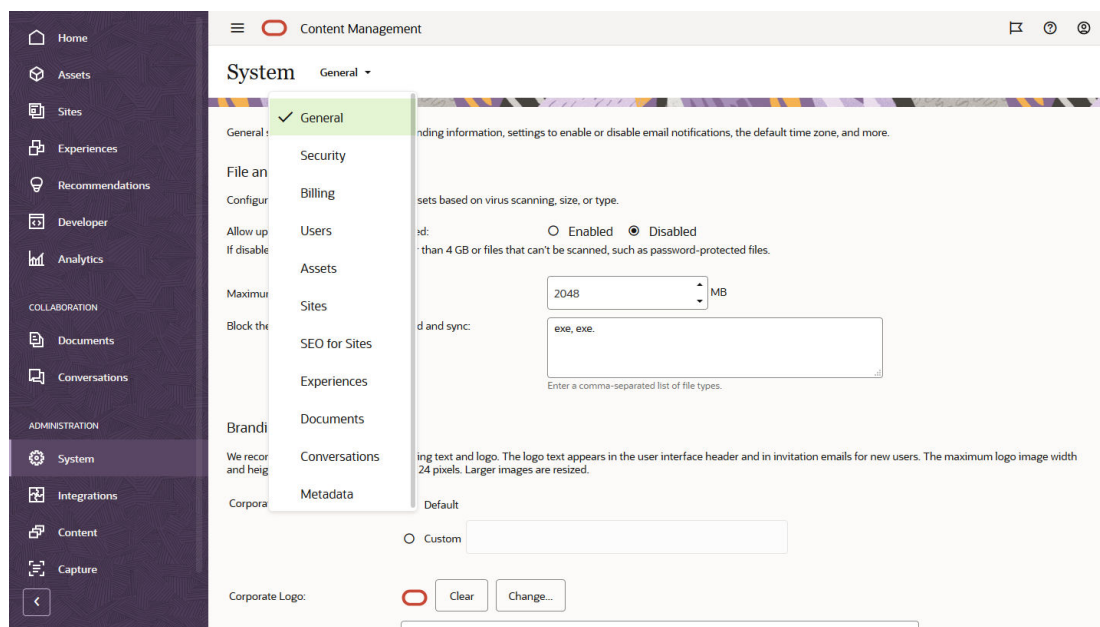 Home
Assets
Sites
Experiences
Recommendations
Developer
Analytics
COLLABORATION
Documents
Conversations
ADMINISTRATION
System
Integrations
Content
Capture
Content Management
System General
General
Security
Billing
Users
Assets
Sites
SEO for Sites
Experiences
Documents
Conversations
Metadata
General nding information, settings to enable or disable email notifications, the default time zone, and more.
File an
Configur sets based on virus scanning, size, or type.
Allow up ed: Enabled Disabled
If disable than 4 GB or files that can't be scanned, such as password-protected files.
Maximu 2048 MB
Block the d and sync: exe, exe.
Enter a comma-separated list of file types.
Brandi
We recor ing text and logo. The logo text appears in the user interface header and in invitation emails for new users. The maximum logo image width
and heig 24 pixels. Larger images are resized.
Corpora Default
Custom
Corporate Logo: Clear Change...